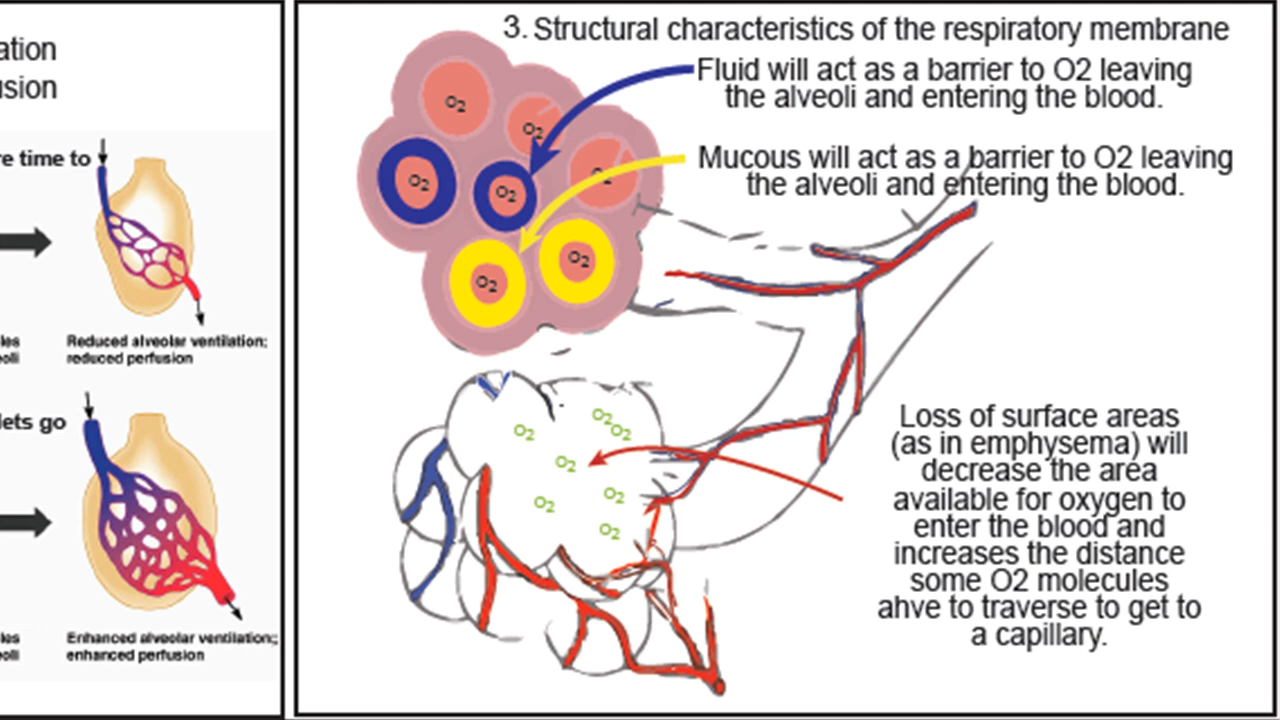 ation
usion
re time to
les
oli
Reduced alveolar ventilation;
reduced perfusion
lets go
les
oli
Enhanced alveolar ventilation;
enhanced perfusion
3. Structural characteristics of the respiratory membrane
Fluid will act as a barrier to O2 leaving
the alveoli and entering the blood.
Mucous will act as a barrier to O2 leaving
the alveoli and entering the blood.
O2
O2
O2
O2
O2
O2
O2
O2
O2
O2
O2
O2
O2
O2
Loss of surface areas
(as in emphysema) will
decrease the area
available for oxygen to
enter the blood and
increases the distance
some O2 molecules
ahve to traverse to get to
a capillary.